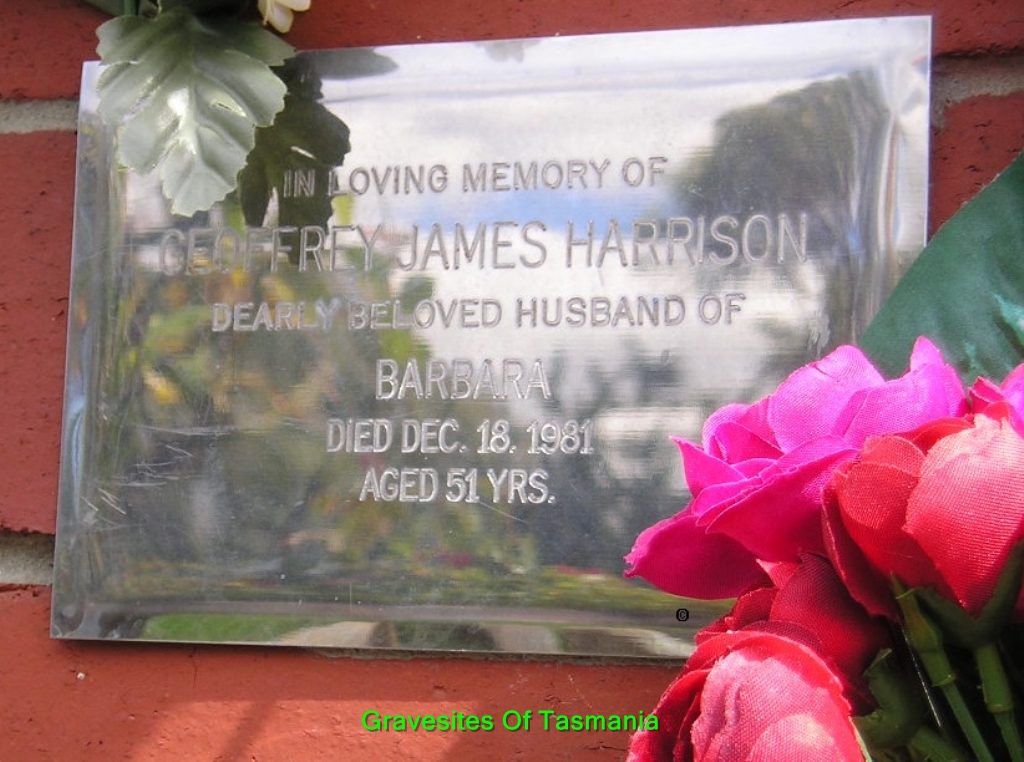 IN LOVING MEMORY OF
GEOFFREY JAMES HARRISON
DEARLY BELOVED HUSBAND OF
BARBARA
DIED DEC. 18. 1981
AGED 51 YRS.
©
Gravesites Of Tasmania